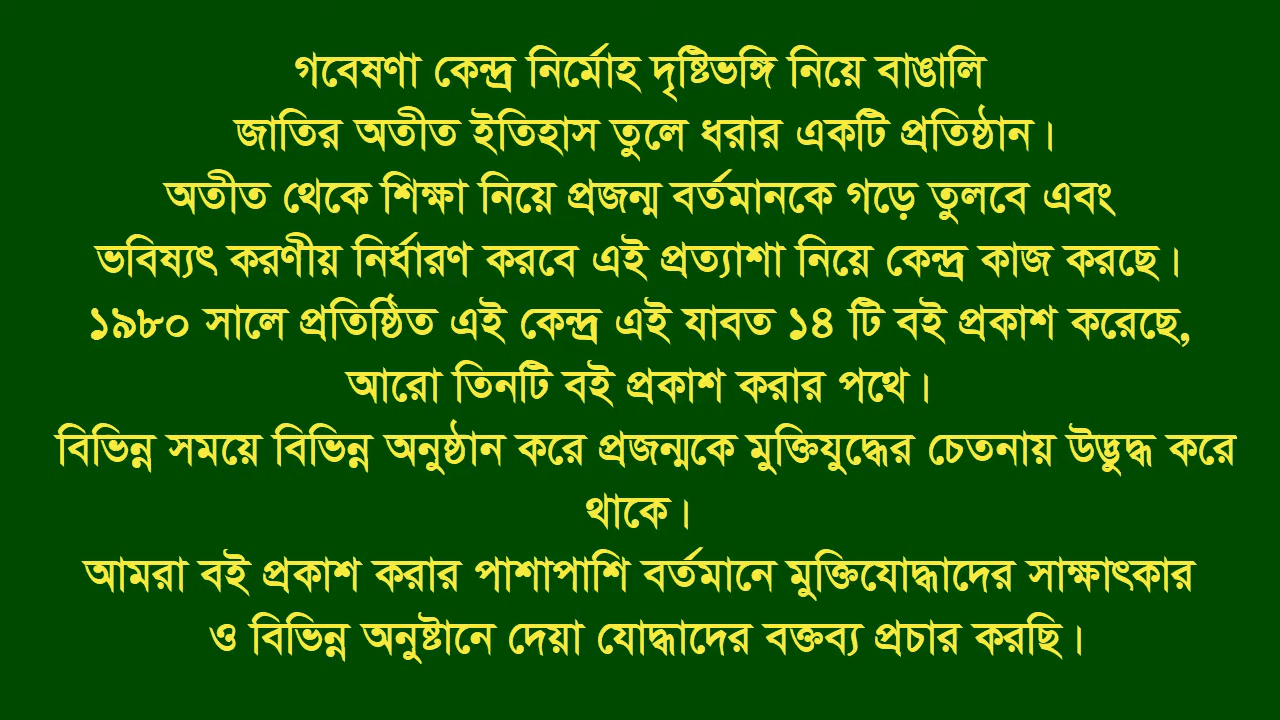 গবেষণা কেন্দ্র নির্মোহ দৃষ্টিভঙ্গি নিয়ে বাঙালি
জাতির অতীত ইতিহাস তুলে ধরার একটি প্রতিষ্ঠান।
অতীত থেকে শিক্ষা নিয়ে প্রজন্ম বর্তমানকে গড়ে তুলবে এবং
ভবিষ্যৎ করণীয় নির্ধারণ করবে এই প্রত্যাশা নিয়ে কেন্দ্র কাজ করছে।
১৯৮০ সালে প্রতিষ্ঠিত এই কেন্দ্র এই যাবত ১৪ টি বই প্রকাশ করেছে,
আরো তিনটি বই প্রকাশ করার পথে।
বিভিন্ন সময়ে বিভিন্ন অনুষ্ঠান করে প্রজন্মকে মুক্তিযুদ্ধের চেতনায় উদ্ভুদ্ধ করে
থাকে।
আমরা বই প্রকাশ করার পাশাপাশি বর্তমানে মুক্তিযোদ্ধাদের সাক্ষাৎকার
ও বিভিন্ন অনুষ্টানে দেয়া যোদ্ধাদের বক্তব্য প্রচার করছি।